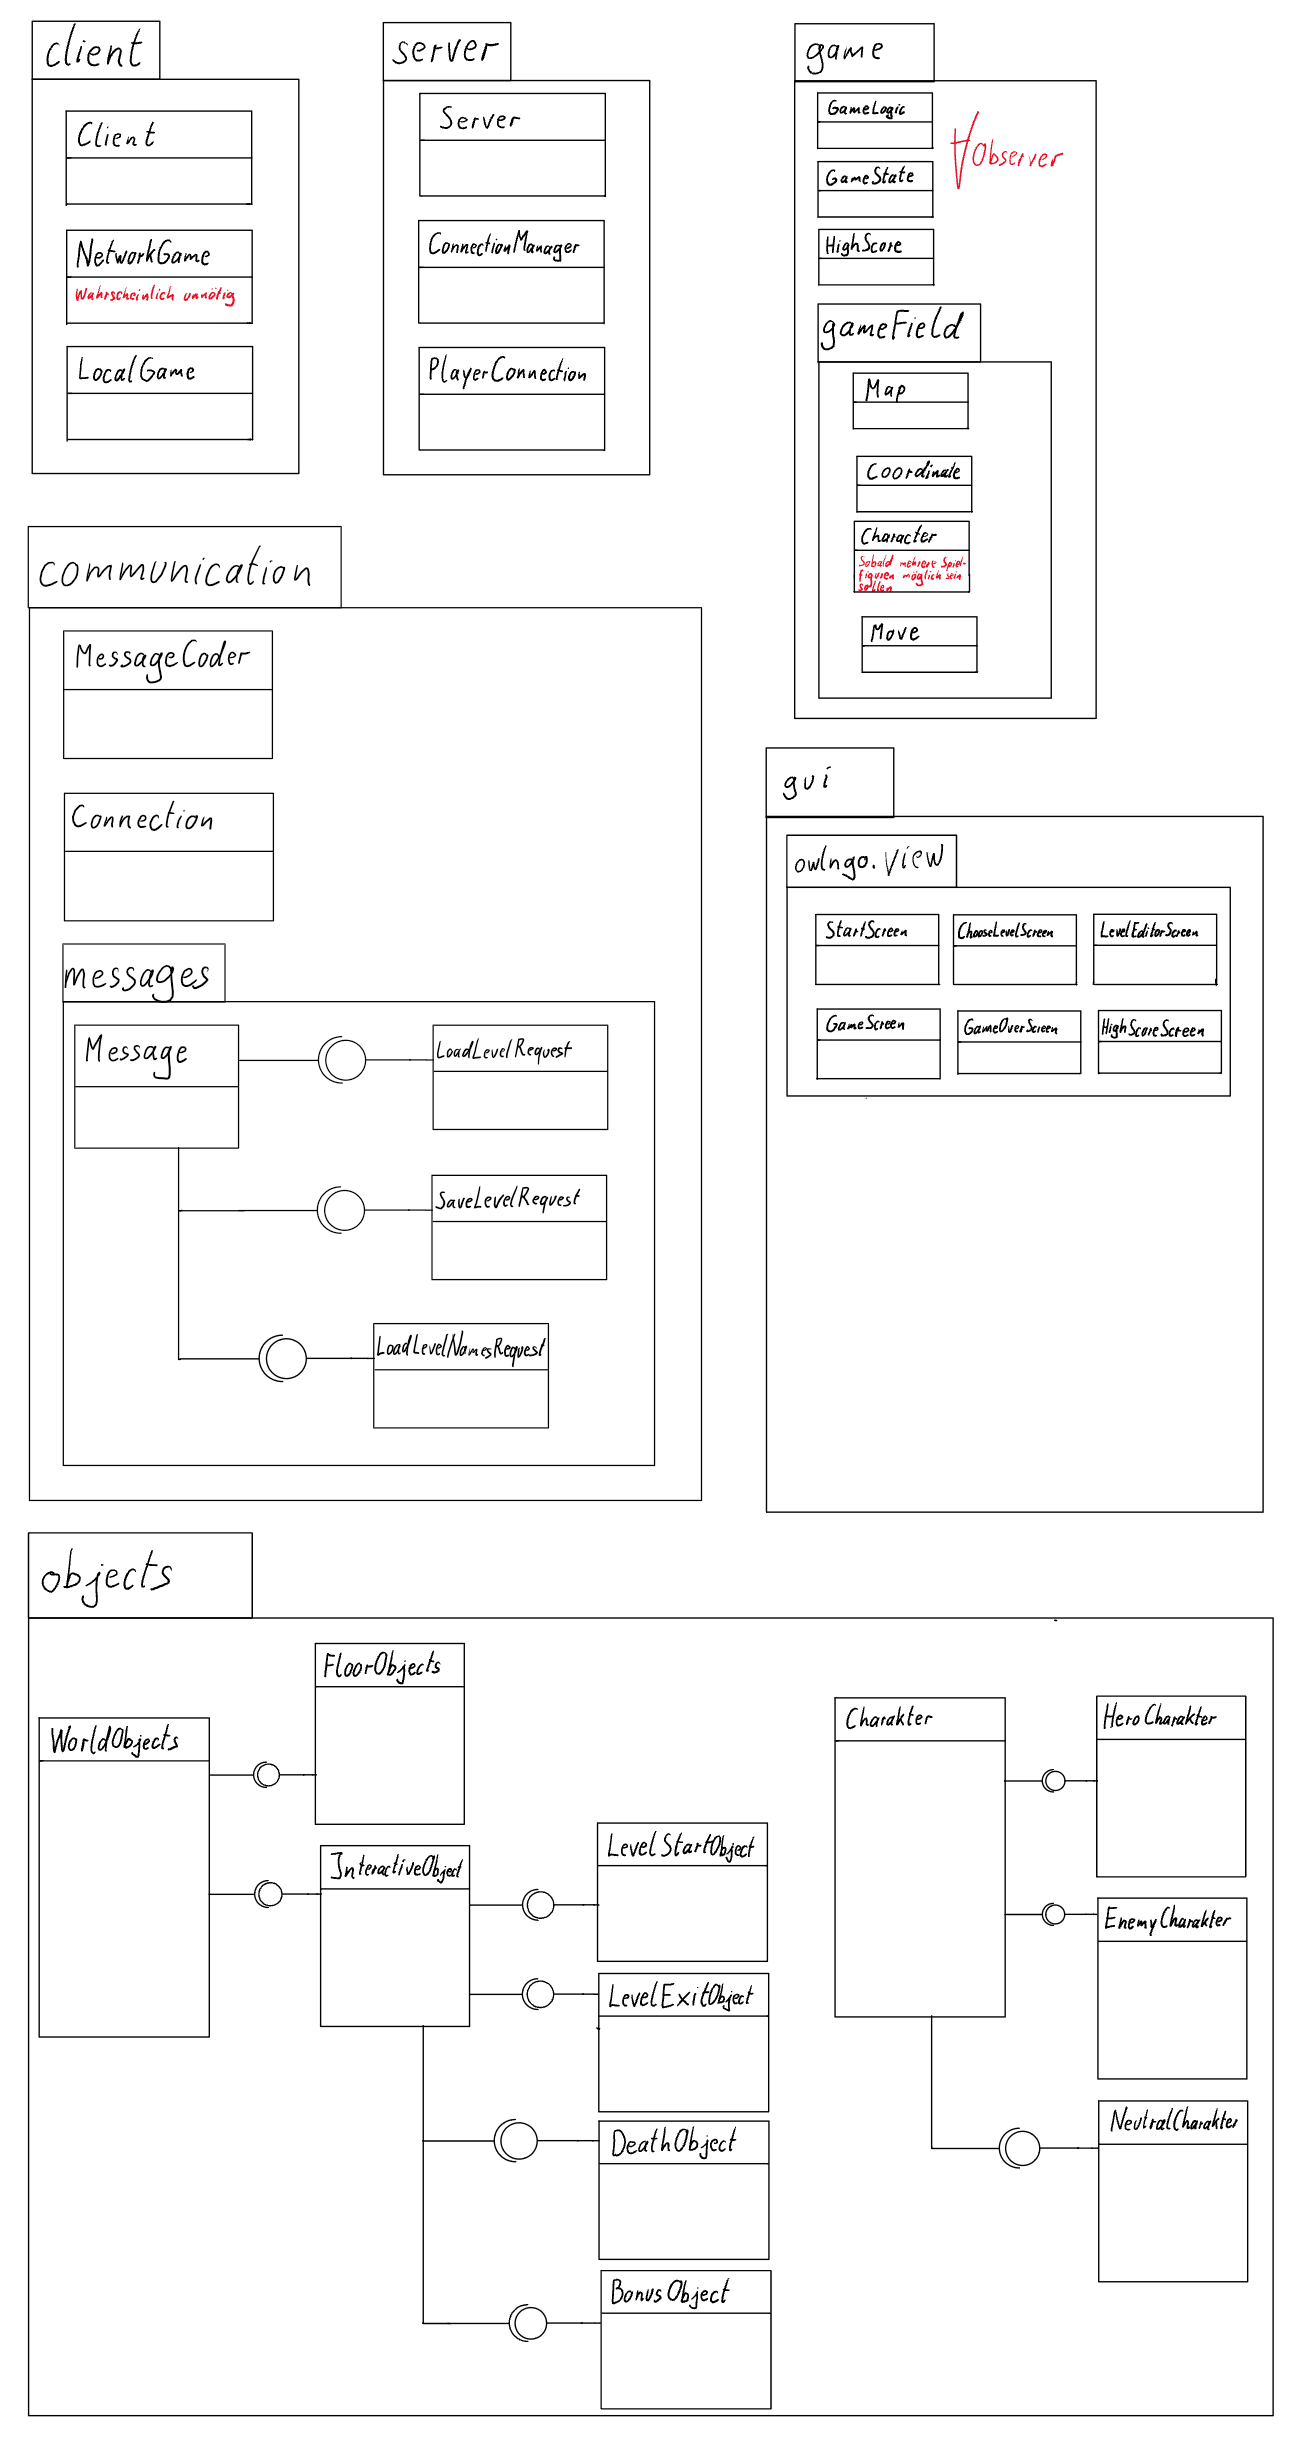 client
Client
NetworkGame
Wahrscheinlich unnötig
LocalGame
server
Server
ConnectionManager
PlayerConnection
game
GameLogic
Observer
GameState
HighScore
gameField
Map
Coordinate
Character
Sobald mehrere Spiel-
figuren möglich sein
sollen
Move
communication
MessageCoder
Connection
messages
Message
LoadLevelRequest
SaveLevelRequest
LoadLevelNamesRequest
gui
owlngo.view
StartScreen
ChooseLevelScreen
LevelEditorScreen
GameScreen
GameOverScreen
HighScoreScreen
objects
WorldObjects
FloorObjects
InteractiveObject
LevelStartObject
LevelExitObject
DeathObject
BonusObject
Charakter
HeroCharakter
EnemyCharakter
NeutralCharakter